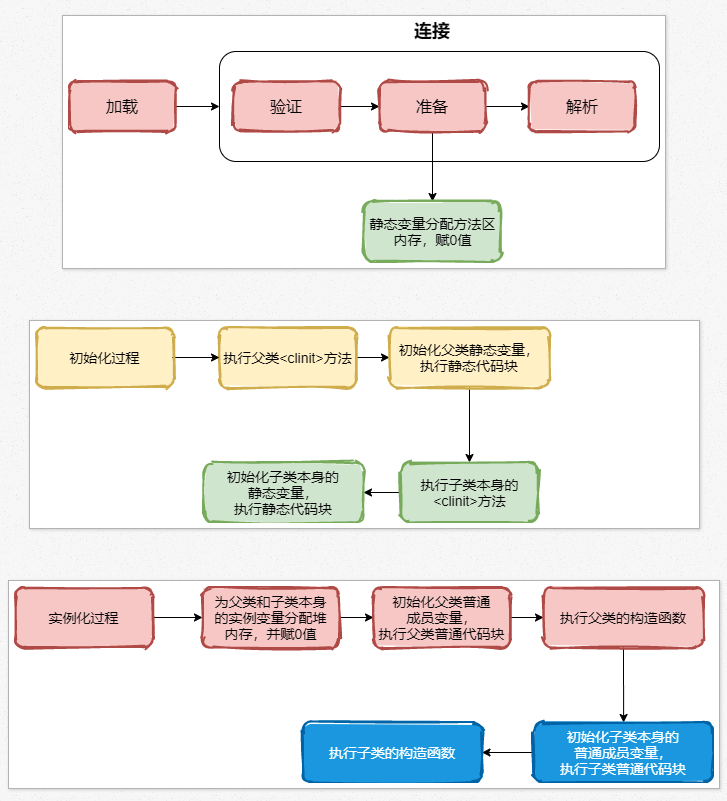 连接
加载
验证
准备
解析
静态变量分配方法区
内存，赋0值
初始化过程
执行父类<clinit>方法
初始化父类静态变量，
执行静态代码块
初始化子类本身的
静态变量，
执行静态代码块
执行子类本身的
<clinit>方法
实例化过程
为父类和子类本身
的实例变量分配堆
内存，并赋0值
初始化父类普通
成员变量，
执行父类普通代码块
执行父类的构造函数
执行子类的构造函数
初始化子类本身的
普通成员变量，
执行子类普通代码块